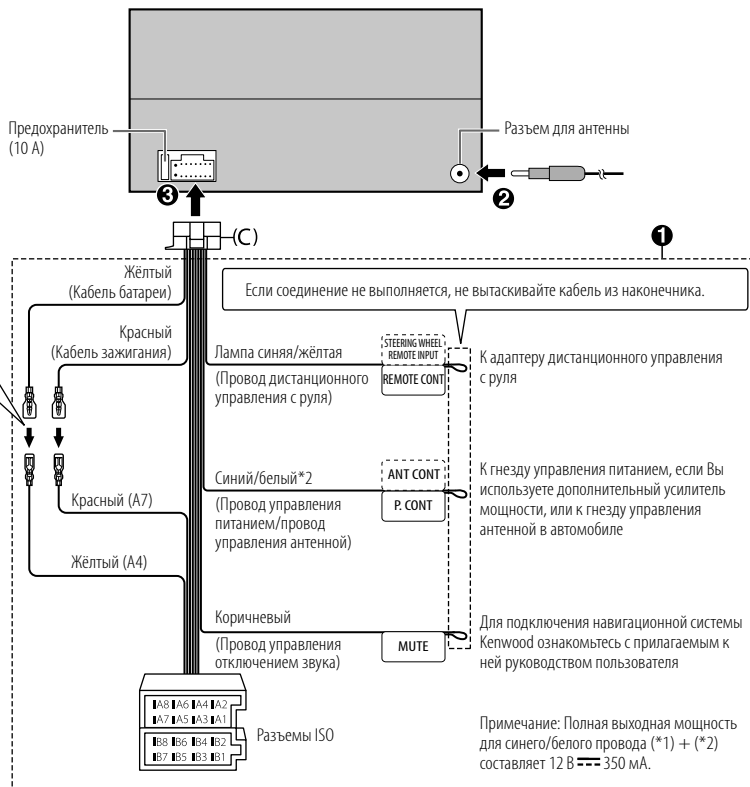 Предохранитель
(10 А)
Разъем для антенны
❸
❷
(C)
❶
Жёлтый
(Кабель батареи)
Если соединение не выполняется, не вытаскивайте кабель из наконечника.
Красный
(Кабель зажигания)
Лампа синяя/жёлтая
(Провод дистанционного
управления с руля)
STEERING WHEEL
REMOTE INPUT
REMOTE CONT
К адаптеру дистанционного управления
с руля
Синий/белый*2
(Провод управления
питанием/провод
управления антенной)
ANT CONT
P. CONT
К гнезду управления питанием, если Вы
используете дополнительный усилитель
мощности, или к гнезду управления
антенной в автомобиле
Красный (A7)
Жёлтый (A4)
Коричневый
(Провод управления
отключением звука)
MUTE
Для подключения навигационной системы
Kenwood ознакомьтесь с прилагаемым к
ней руководством пользователя
A8 A6 A4 A2
A7 A5 A3 A1
B8 B6 B4 B2
B7 B5 B3 B1
Разъемы ISO
Примечание: Полная выходная мощность
для синего/белого провода (*1) + (*2)
составляет 12 В ⎓ 350 мА.